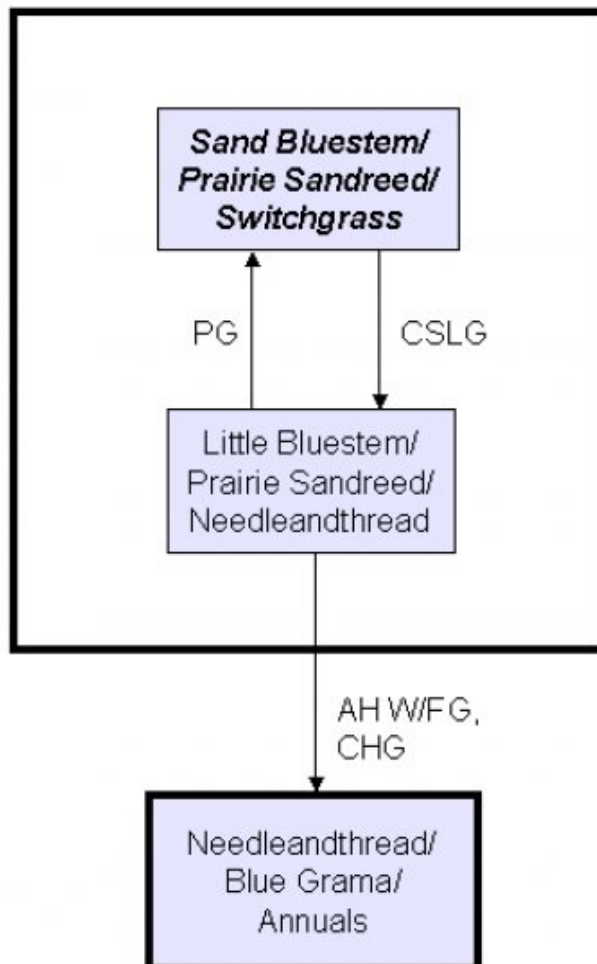 Sand Bluestem/
Prairie Sandreed/
Switchgrass
PG
CSLG
Little Bluestem/
Prairie Sandreed/
Needleandthread
AH W/FG,
CHG
Needleandthread/
Blue Grama/
Annuals